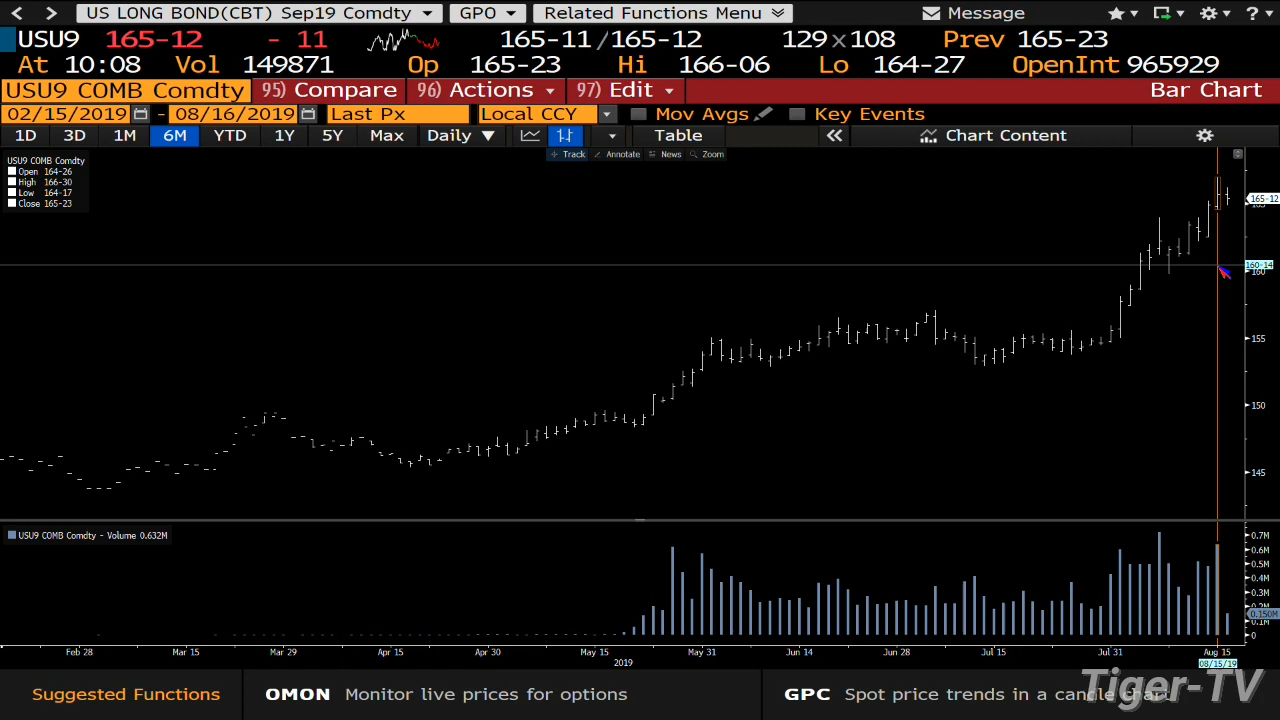 US LONG BOND(CBT) Sep19 Comdty GPO Related Functions Menu Message ?
USU9 165-12 - 11 165-11/165-12 129x108 Prev 165-23
At 10:08 Vol 149871 Op 165-23 Hi 166-06 Lo 164-27 OpenInt 965929
USU9 COMB Comdty 95) Compare 96) Actions 97) Edit Bar Chart
02/15/2019 - 08/16/2019 Last Px Local CCY Mov Avgs Key Events
1D 3D 1M 6M YTD 1Y 5Y Max Daily Table Chart Content
Track Annotate News Zoom
USU9 COMB Comdty
Open 164-26
High 166-30
Low 164-17
Close 165-23
165-12
165
160-14
160
155
150
145
USU9 COMB Comdty - Volume 0.632M
0.7M
0.6M
0.5M
0.4M
0.3M
0.2M
0.150M
0.1M
0
Feb 28 Mar 15 Mar 29 Apr 15 Apr 30 May 15 May 31 Jun 14 Jun 28 Jul 15 Jul 31 Aug 15
2019 08/15/19
Suggested Functions OMON Monitor live prices for options GPC Spot price trends in a candle chart
Tiger-TV